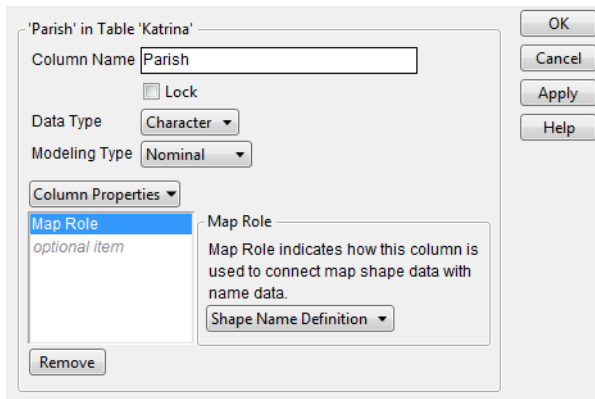 'Parish' in Table 'Katrina'
Column Name Parish
Lock
Data Type Character
Modeling Type Nominal
Column Properties
Map Role
optional item
Map Role
Map Role indicates how this column is
used to connect map shape data with
name data.
Shape Name Definition
Remove
OK
Cancel
Apply
Help